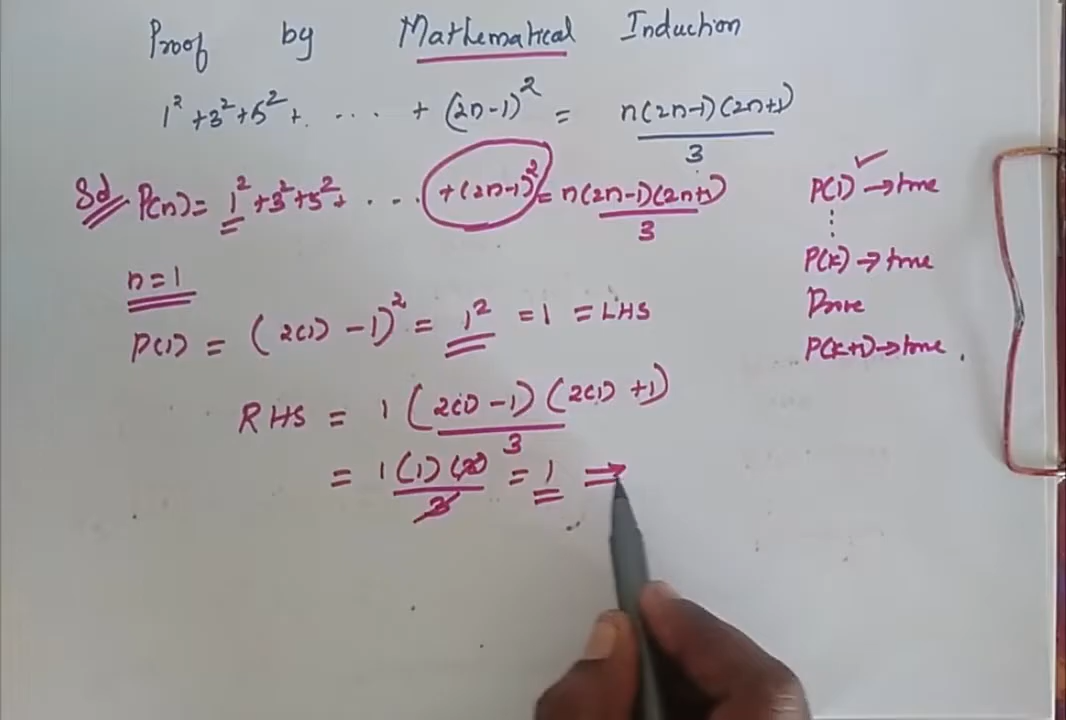 Proof by Mathematical Induction
1² + 3² + 5² + . . . . + (2n-1)² = n(2n-1)(2n+1) / 3
Sol P(n) = 1² + 3² + 5² + . . . + (2n-1)² = n(2n-1)(2n+1) / 3
n = 1
P(1) = (2(1) - 1)² = 1² = 1 = LHS
RHS = 1 (2(1) - 1) (2(1) + 1) / 3
= 1 (1) (3) / 3 = 1 ⇒
P(1) ✓ → true
⋮
P(k) → true
Prove
P(k+1) → true .